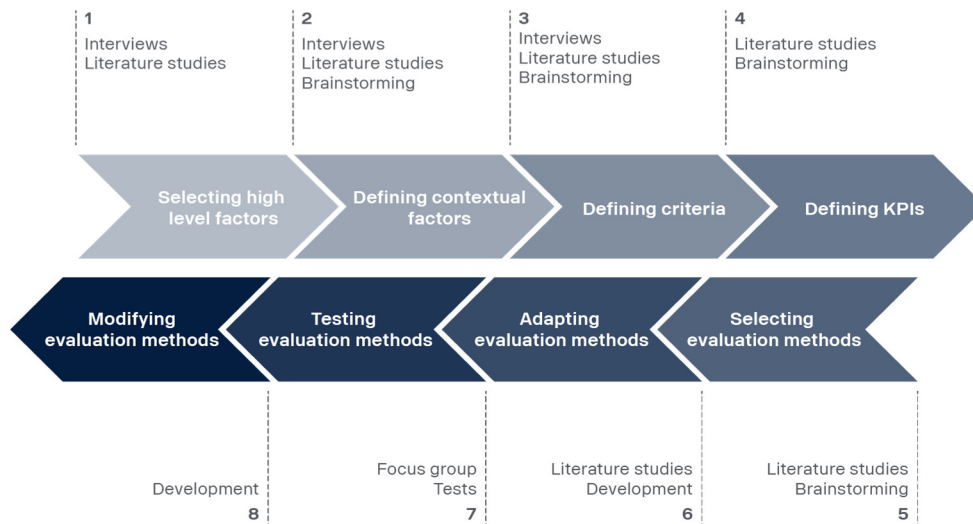 1
Interviews
Literature studies
2
Interviews
Literature studies
Brainstorming
3
Interviews
Literature studies
Brainstorming
4
Literature studies
Brainstorming
Selecting high
level factors
Defining contextual
factors
Defining criteria
Defining KPIs
Modifying
evaluation methods
Testing
evaluation methods
Adapting
evaluation methods
Selecting
evaluation methods
Development
8
Focus group
Tests
7
Literature studies
Development
6
Literature studies
Brainstorming
5